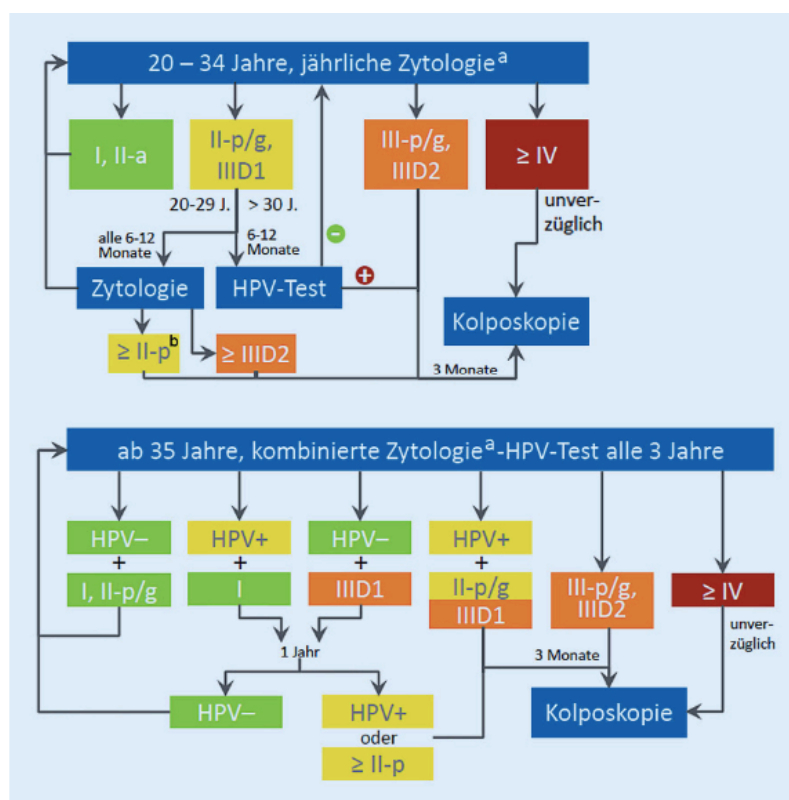 20 – 34 Jahre, jährliche Zytologieᵃ
I, II-a
II-p/g,
IIID1
III-p/g,
IIID2
≥ IV
20-29 J.
> 30 J.
unver-
züglich
alle 6-12
Monate
6-12
Monate
−
Zytologie
HPV-Test
+
Kolposkopie
≥ II-pᵇ
≥ IIID2
3 Monate
ab 35 Jahre, kombinierte Zytologieᵃ-HPV-Test alle 3 Jahre
HPV–
+
I, II-p/g
HPV+
+
I
HPV–
+
IIID1
HPV+
+
II-p/g
IIID1
III-p/g,
IIID2
≥ IV
unver-
züglich
1 Jahr
3 Monate
HPV–
HPV+
oder
≥ II-p
Kolposkopie